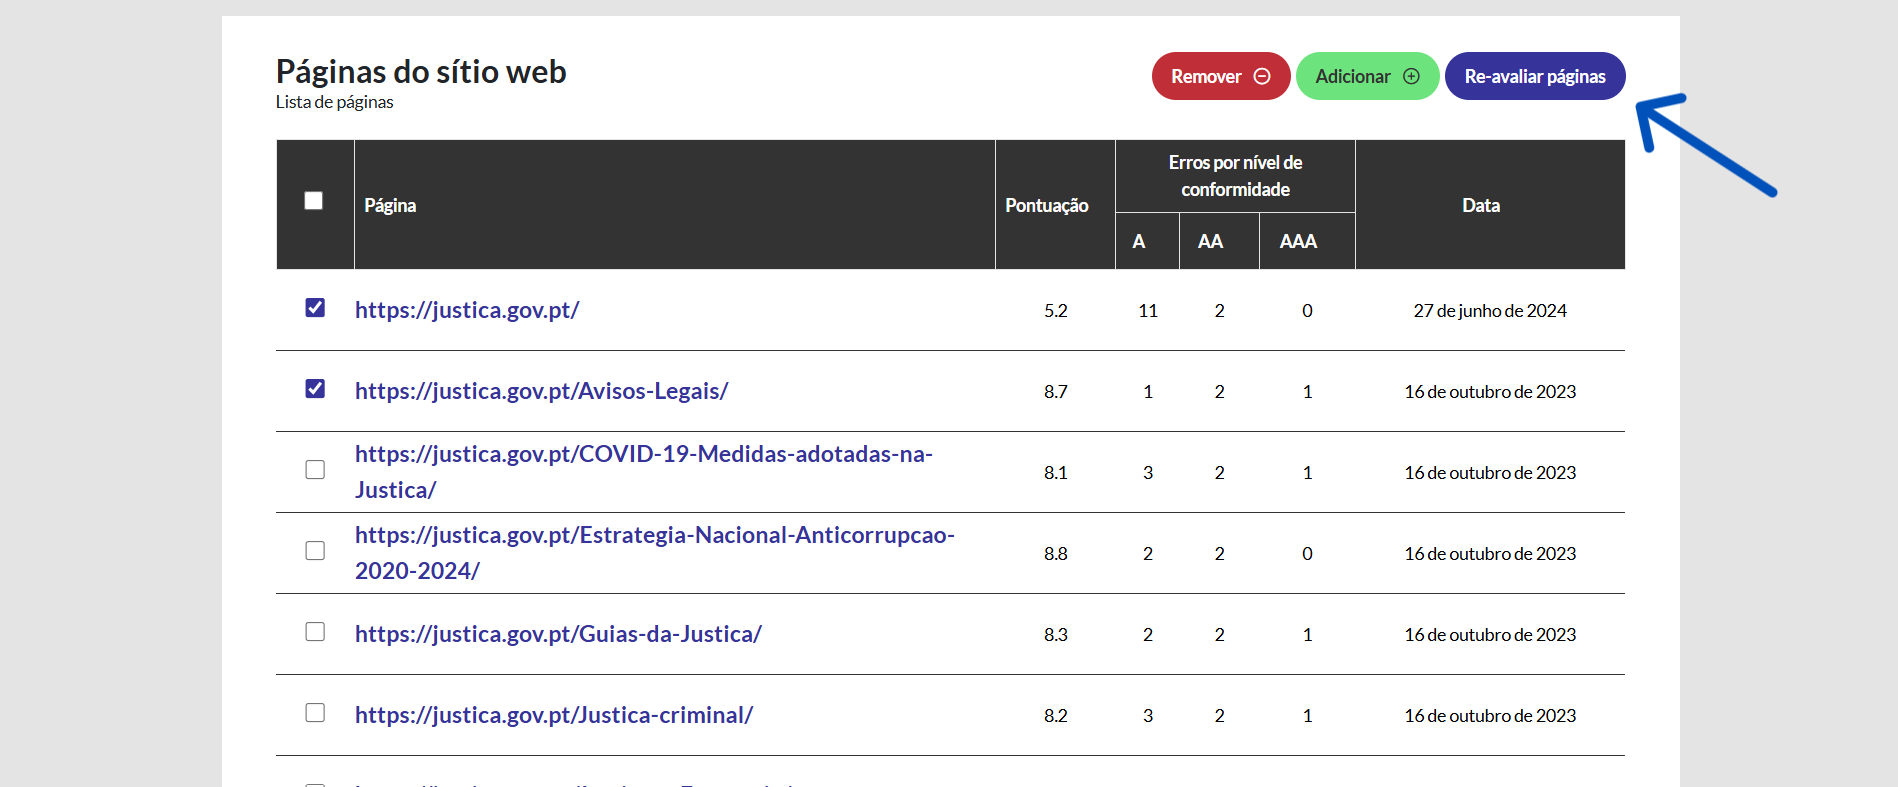 Páginas do sítio web
Lista de páginas
Remover
Adicionar
Re-avaliar páginas
Página
Pontuação
Erros por nível de
conformidade
A
AA
AAA
Data
https://justica.gov.pt/
5.2
11
2
0
27 de junho de 2024
https://justica.gov.pt/Avisos-Legais/
8.7
1
2
1
16 de outubro de 2023
https://justica.gov.pt/COVID-19-Medidas-adotadas-na-
Justica/
8.1
3
2
1
16 de outubro de 2023
https://justica.gov.pt/Estrategia-Nacional-Anticorrupcao-
2020-2024/
8.8
2
2
0
16 de outubro de 2023
https://justica.gov.pt/Guias-da-Justica/
8.3
2
2
1
16 de outubro de 2023
https://justica.gov.pt/Justica-criminal/
8.2
3
2
1
16 de outubro de 2023